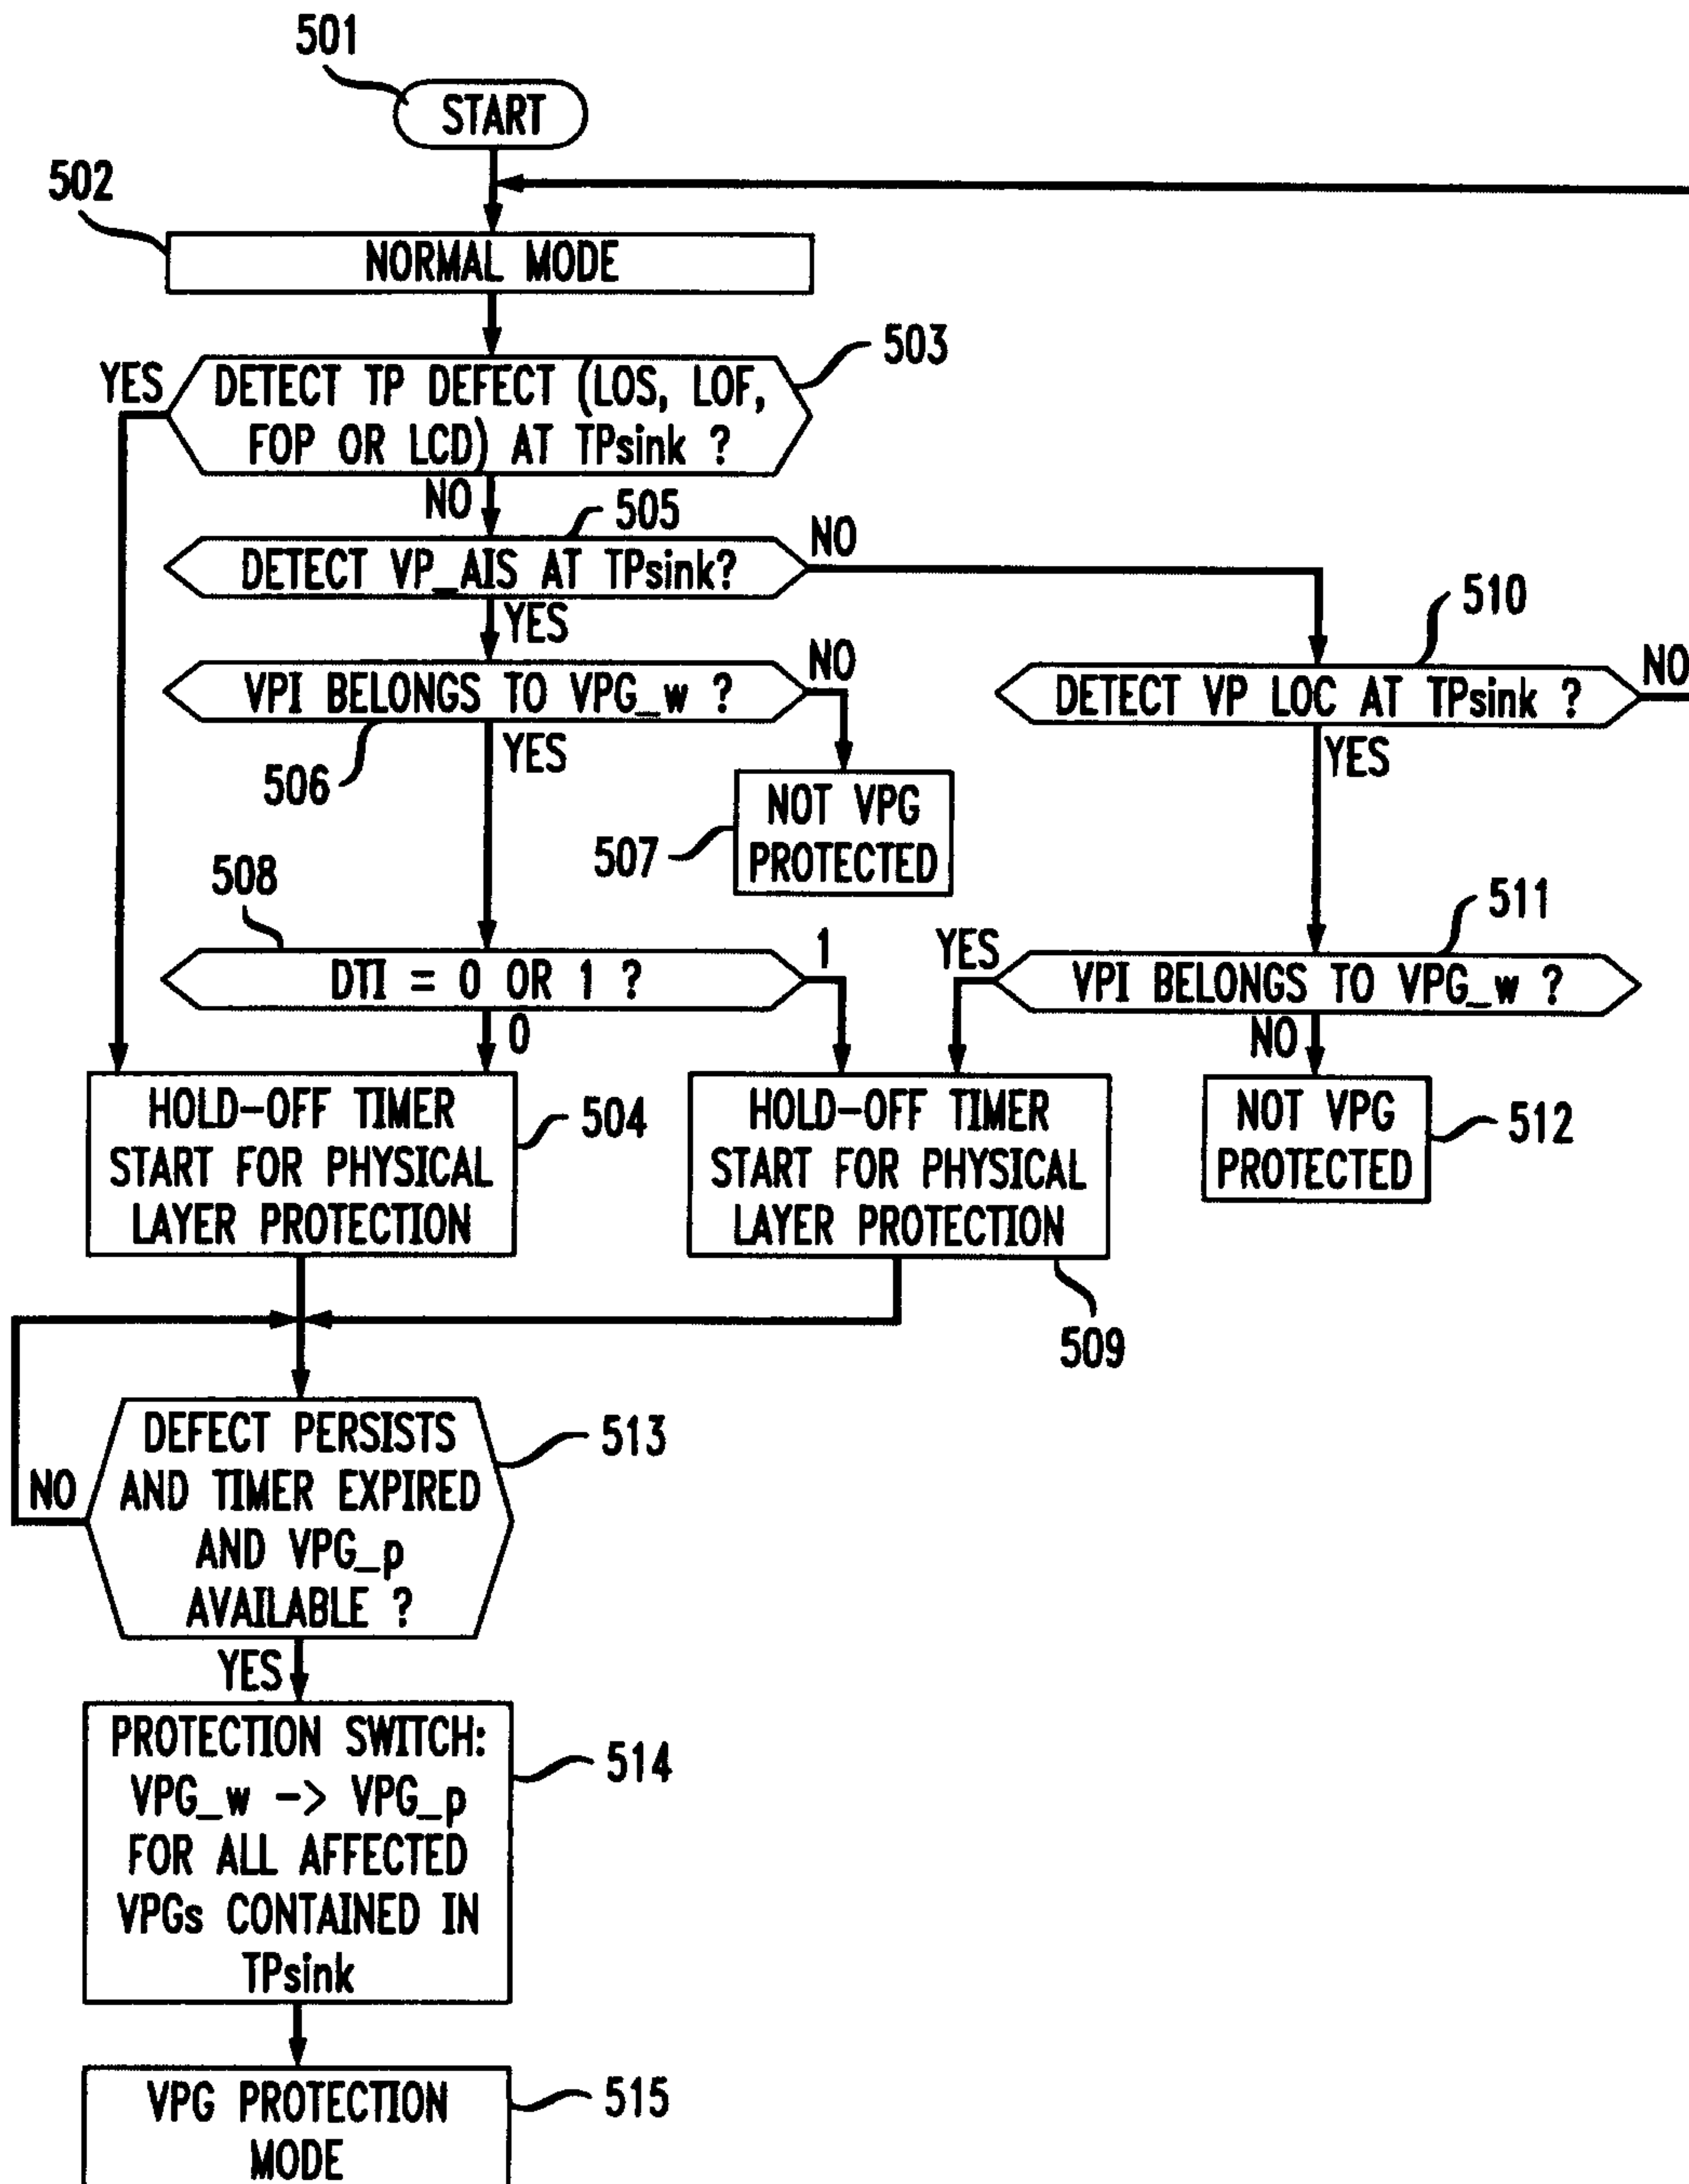 501
START
502
NORMAL MODE
503
YES
DETECT TP DEFECT (LOS, LOF,
FOP OR LCD) AT TPsink ?
NO
505
DETECT VP_AIS AT TPsink?
NO
YES
510
VPI BELONGS TO VPG_w ?
NO
DETECT VP LOC AT TPsink ?
NO
506
YES
YES
NOT VPG
PROTECTED
507
508
511
DTI = 0 OR 1 ?
1
YES
VPI BELONGS TO VPG_w ?
0
NO
HOLD-OFF TIMER
START FOR PHYSICAL
LAYER PROTECTION
504
HOLD-OFF TIMER
START FOR PHYSICAL
LAYER PROTECTION
509
NOT VPG
PROTECTED
512
DEFECT PERSISTS
AND TIMER EXPIRED
AND VPG_p
AVAILABLE ?
513
NO
YES
PROTECTION SWITCH:
VPG_w -> VPG_p
FOR ALL AFFECTED
VPGs CONTAINED IN
TPsink
514
VPG PROTECTION
MODE
515